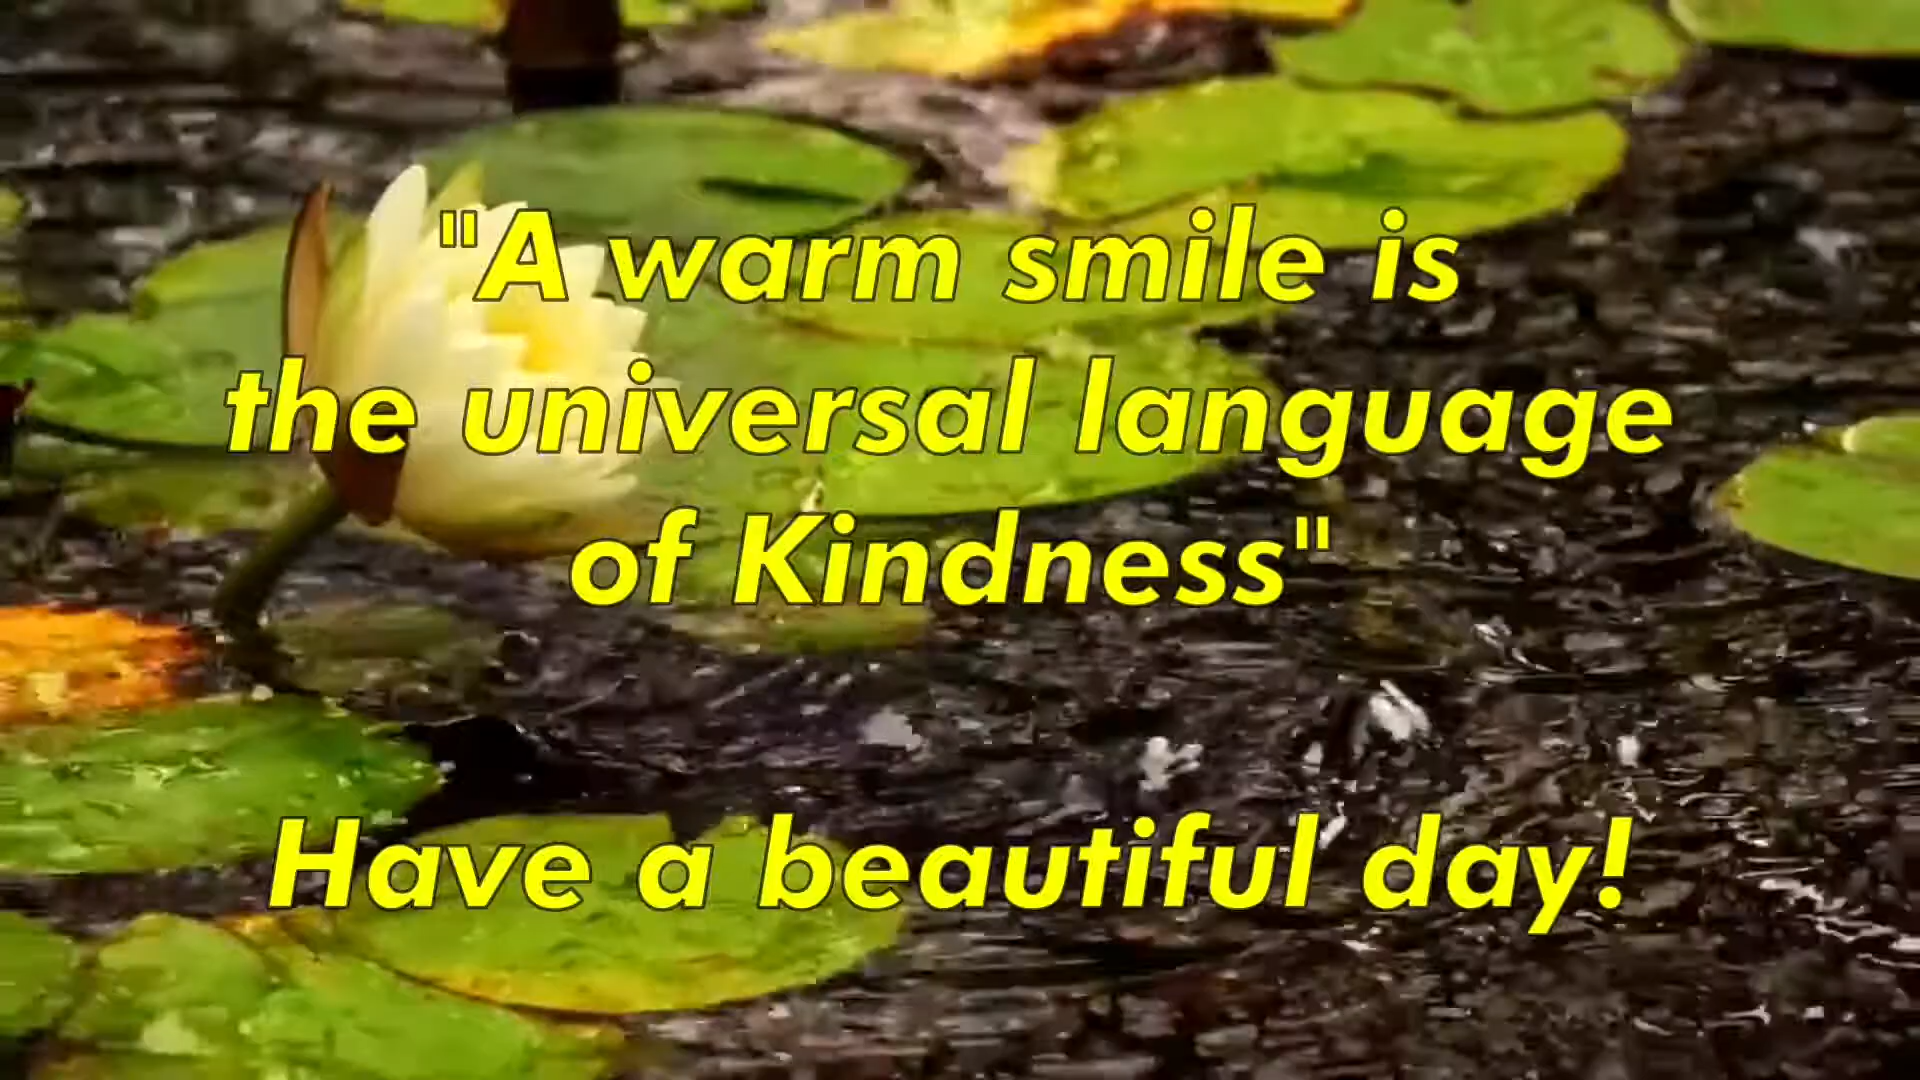 "A warm smile is
the universal language
of Kindness"
Have a beautiful day!